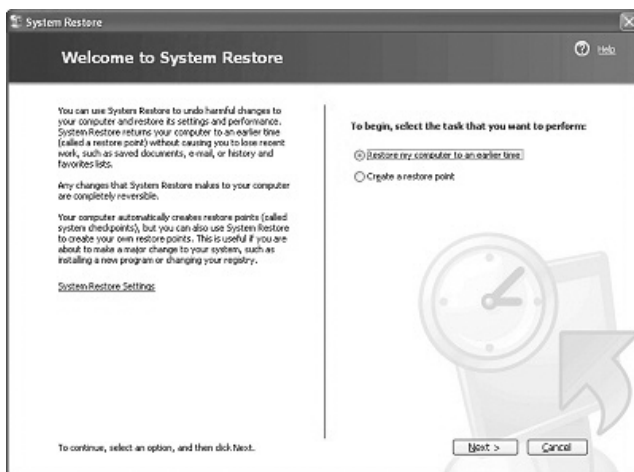 System Restore
Welcome to System Restore
Help
You can use System Restore to undo harmful changes to
your computer and restore its settings and performance.
System Restore returns your computer to an earlier time
(called a restore point) without causing you to lose recent
work, such as saved documents, e-mail, or history and
favorites lists.
Any changes that System Restore makes to your computer
are completely reversible.
Your computer automatically creates restore points (called
system checkpoints), but you can also use System Restore
to create your own restore points. This is useful if you are
about to make a major change to your system, such as
installing a new program or changing your registry.
System Restore Settings
To begin, select the task that you want to perform:
Restore my computer to an earlier time
Create a restore point
To continue, select an option, and then click Next.
Next >
Cancel